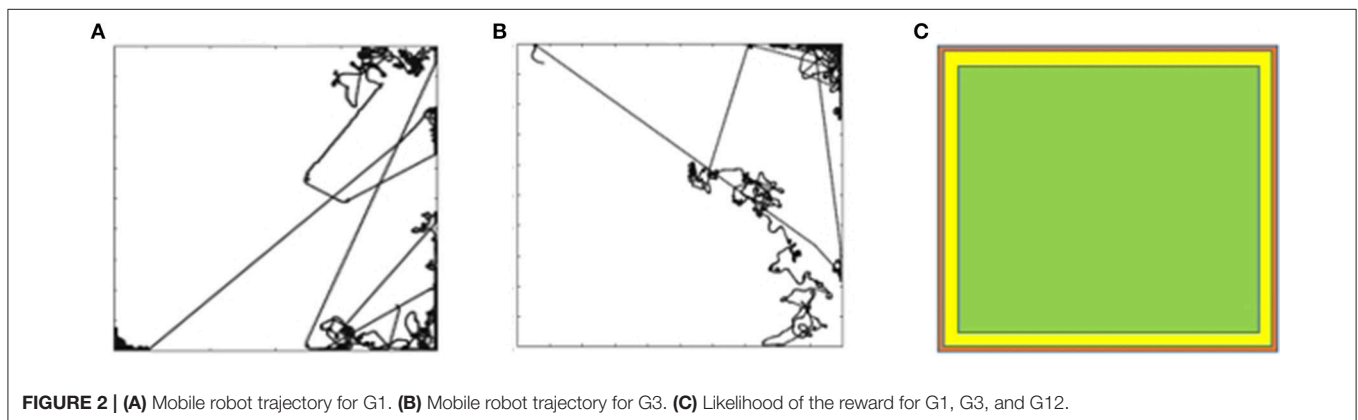 A
B
C
FIGURE 2 | (A) Mobile robot trajectory for G1. (B) Mobile robot trajectory for G3. (C) Likelihood of the reward for G1, G3, and G12.